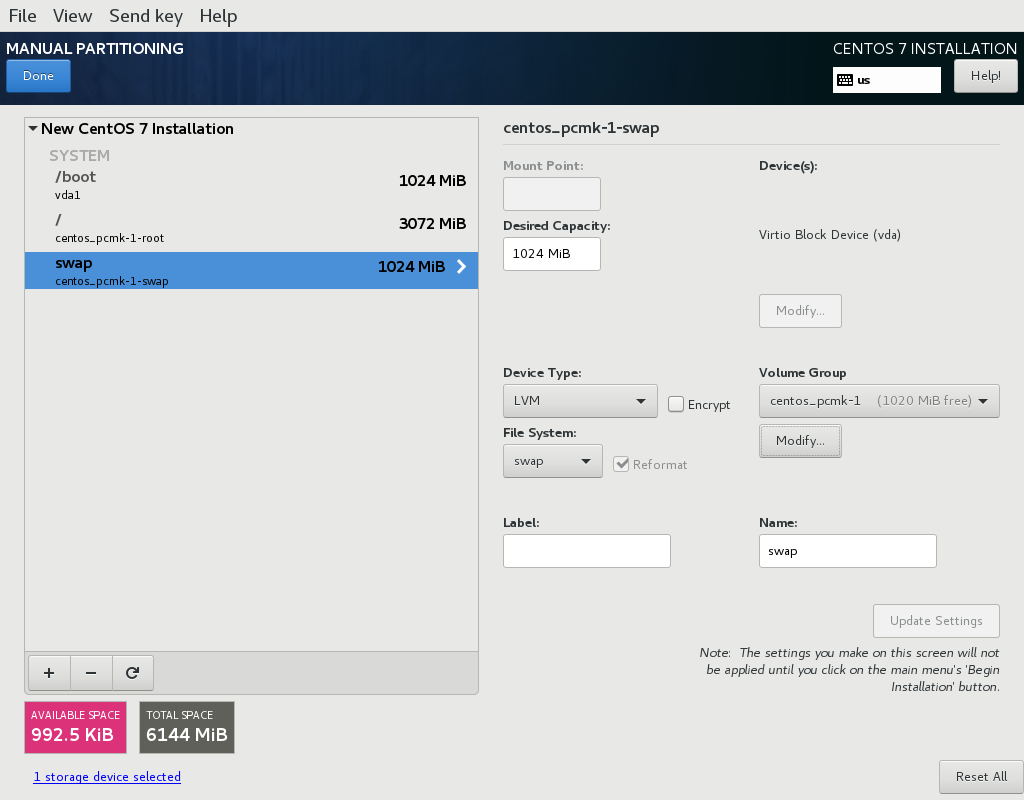 File View Send key Help
MANUAL PARTITIONING
CENTOS 7 INSTALLATION
Done
us
Help!
New CentOS 7 Installation
SYSTEM
/boot
1024 MiB
vda1
/
3072 MiB
centos_pcmk-1-root
swap
1024 MiB
centos_pcmk-1-swap
+ −
AVAILABLE SPACE
992.5 KiB
TOTAL SPACE
6144 MiB
1 storage device selected
centos_pcmk-1-swap
Mount Point:
Device(s):
Desired Capacity:
1024 MiB
Virtio Block Device (vda)
Modify...
Device Type:
LVM
Encrypt
Volume Group
centos_pcmk-1 (1020 MiB free)
Modify...
File System:
swap
Reformat
Label:
Name:
swap
Update Settings
Note: The settings you make on this screen will not
be applied until you click on the main menu's 'Begin
Installation' button.
Reset All